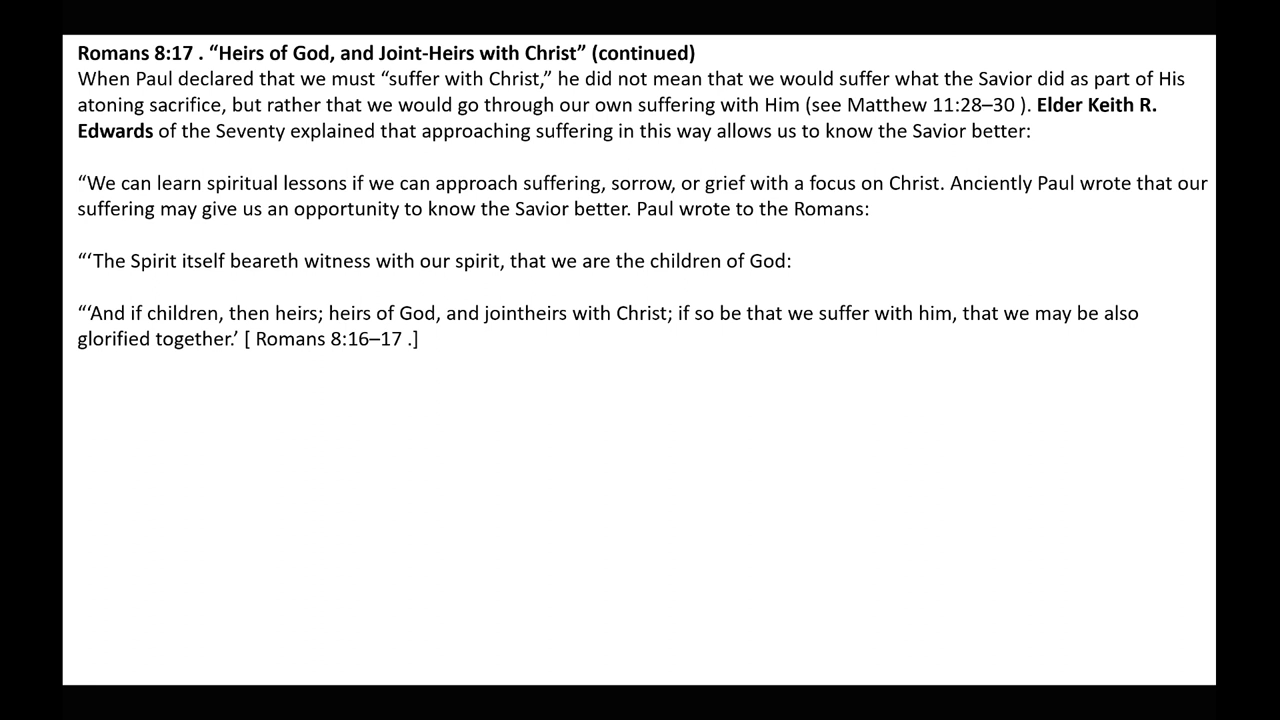 Romans 8:17 . “Heirs of God, and Joint-Heirs with Christ” (continued)
When Paul declared that we must “suffer with Christ,” he did not mean that we would suffer what the Savior did as part of His
atoning sacrifice, but rather that we would go through our own suffering with Him (see Matthew 11:28–30 ). Elder Keith R.
Edwards of the Seventy explained that approaching suffering in this way allows us to know the Savior better:
“We can learn spiritual lessons if we can approach suffering, sorrow, or grief with a focus on Christ. Anciently Paul wrote that our
suffering may give us an opportunity to know the Savior better. Paul wrote to the Romans:
“‘The Spirit itself beareth witness with our spirit, that we are the children of God:
“‘And if children, then heirs; heirs of God, and jointheirs with Christ; if so be that we suffer with him, that we may be also
glorified together.’ [ Romans 8:16–17 .]